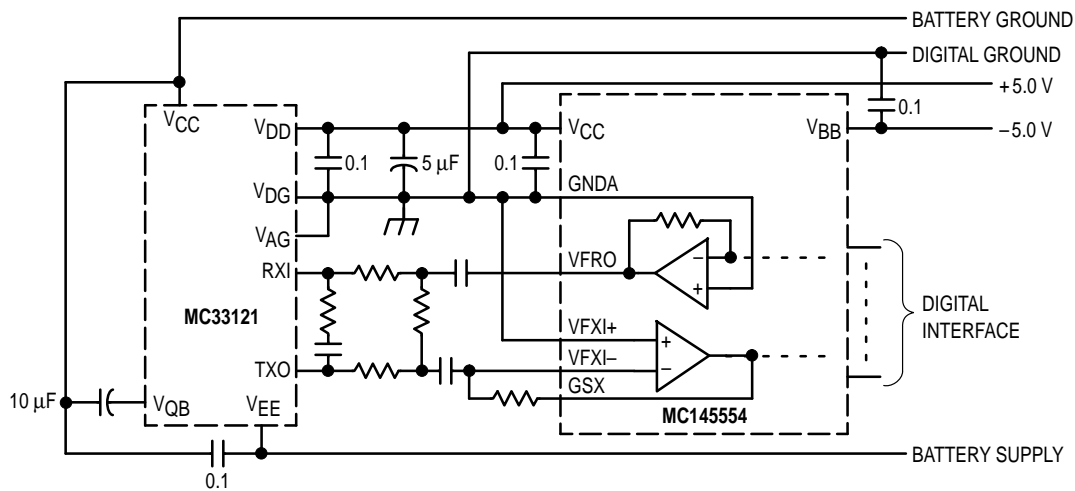 BATTERY GROUND
DIGITAL GROUND
+5.0 V
0.1
–5.0 V
VCC
VDD
VCC
VBB
0.1
5 µF
0.1
VDG
GNDA
VAG
RXI
VFRO
–
+
MC33121
DIGITAL
INTERFACE
VFXI+
+
VFXI–
–
TXO
GSX
10 µF
VQB
VEE
MC145554
BATTERY SUPPLY
0.1